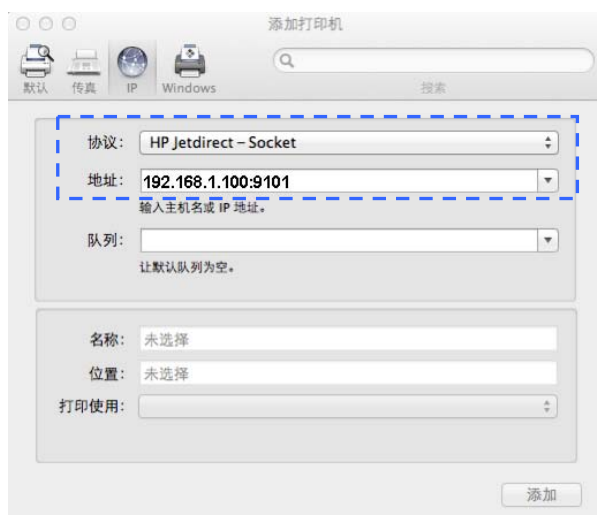 添加打印机
默认 传真 IP Windows 搜索
协议: HP Jetdirect – Socket
地址: 192.168.1.100:9101
输入主机名或 IP 地址。
队列:
让默认队列为空。
名称: 未选择
位置: 未选择
打印使用:
添加